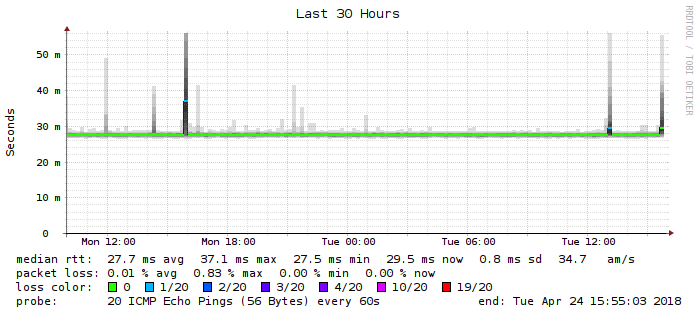 Last 30 Hours
RRDTOOL / TOBI OETIKER
Seconds
50 m
40 m
30 m
20 m
10 m
0
Mon 12:00 Mon 18:00 Tue 00:00 Tue 06:00 Tue 12:00
median rtt: 27.7 ms avg 37.1 ms max 27.5 ms min 29.5 ms now 0.8 ms sd 34.7 am/s
packet loss: 0.01 % avg 0.83 % max 0.00 % min 0.00 % now
loss color: 0 1/20 2/20 3/20 4/20 10/20 19/20
probe: 20 ICMP Echo Pings (56 Bytes) every 60s end: Tue Apr 24 15:55:03 2018